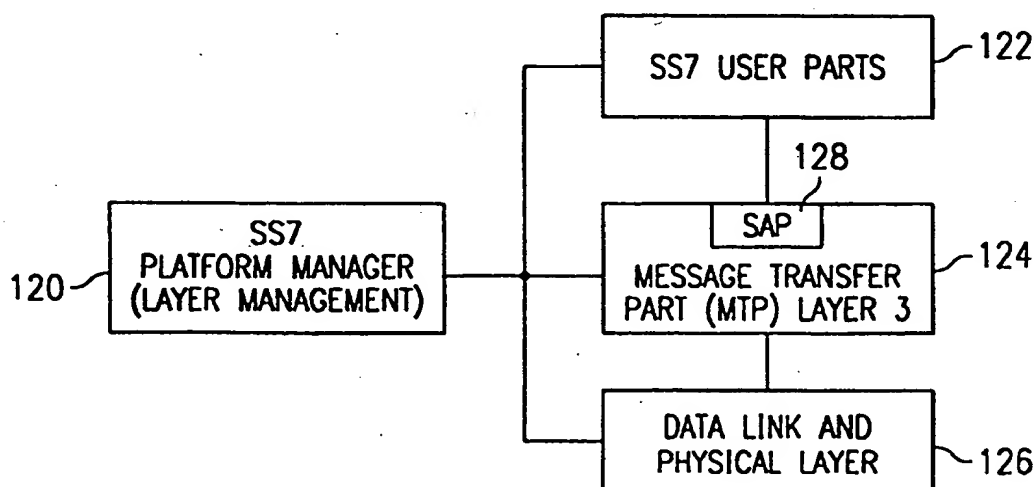 SS7 USER PARTS
122
128
SAP
MESSAGE TRANSFER
PART (MTP) LAYER 3
124
SS7
PLATFORM MANAGER
(LAYER MANAGEMENT)
120
DATA LINK AND
PHYSICAL LAYER
126